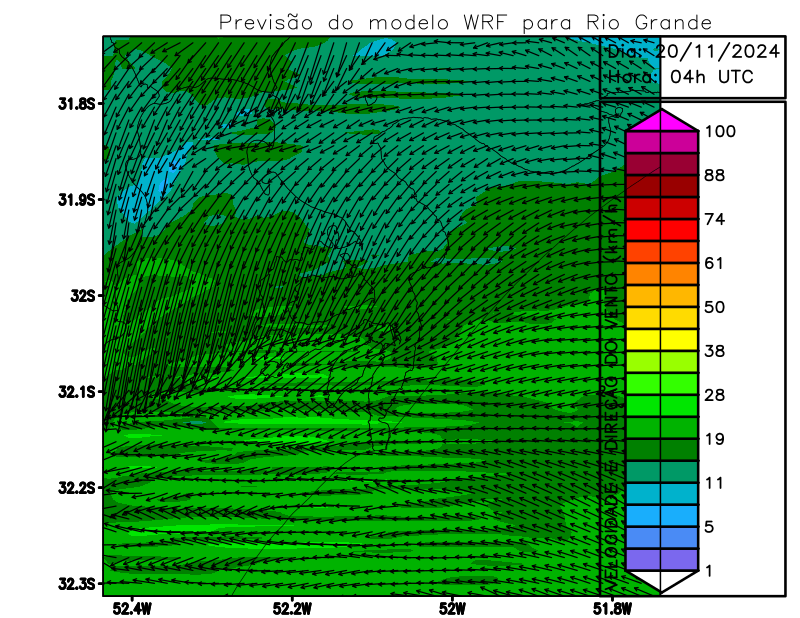 Previsão do modelo WRF para Rio Grande
Dia: 20/11/2024
Hora: 04h UTC
31.8S
31.9S
32S
32.1S
32.2S
32.3S
52.4W
52.2W
52W
51.8W
VELOCIDADE E DIREÇÃO DO VENTO (km/h)
100
88
74
61
50
38
28
19
11
5
1